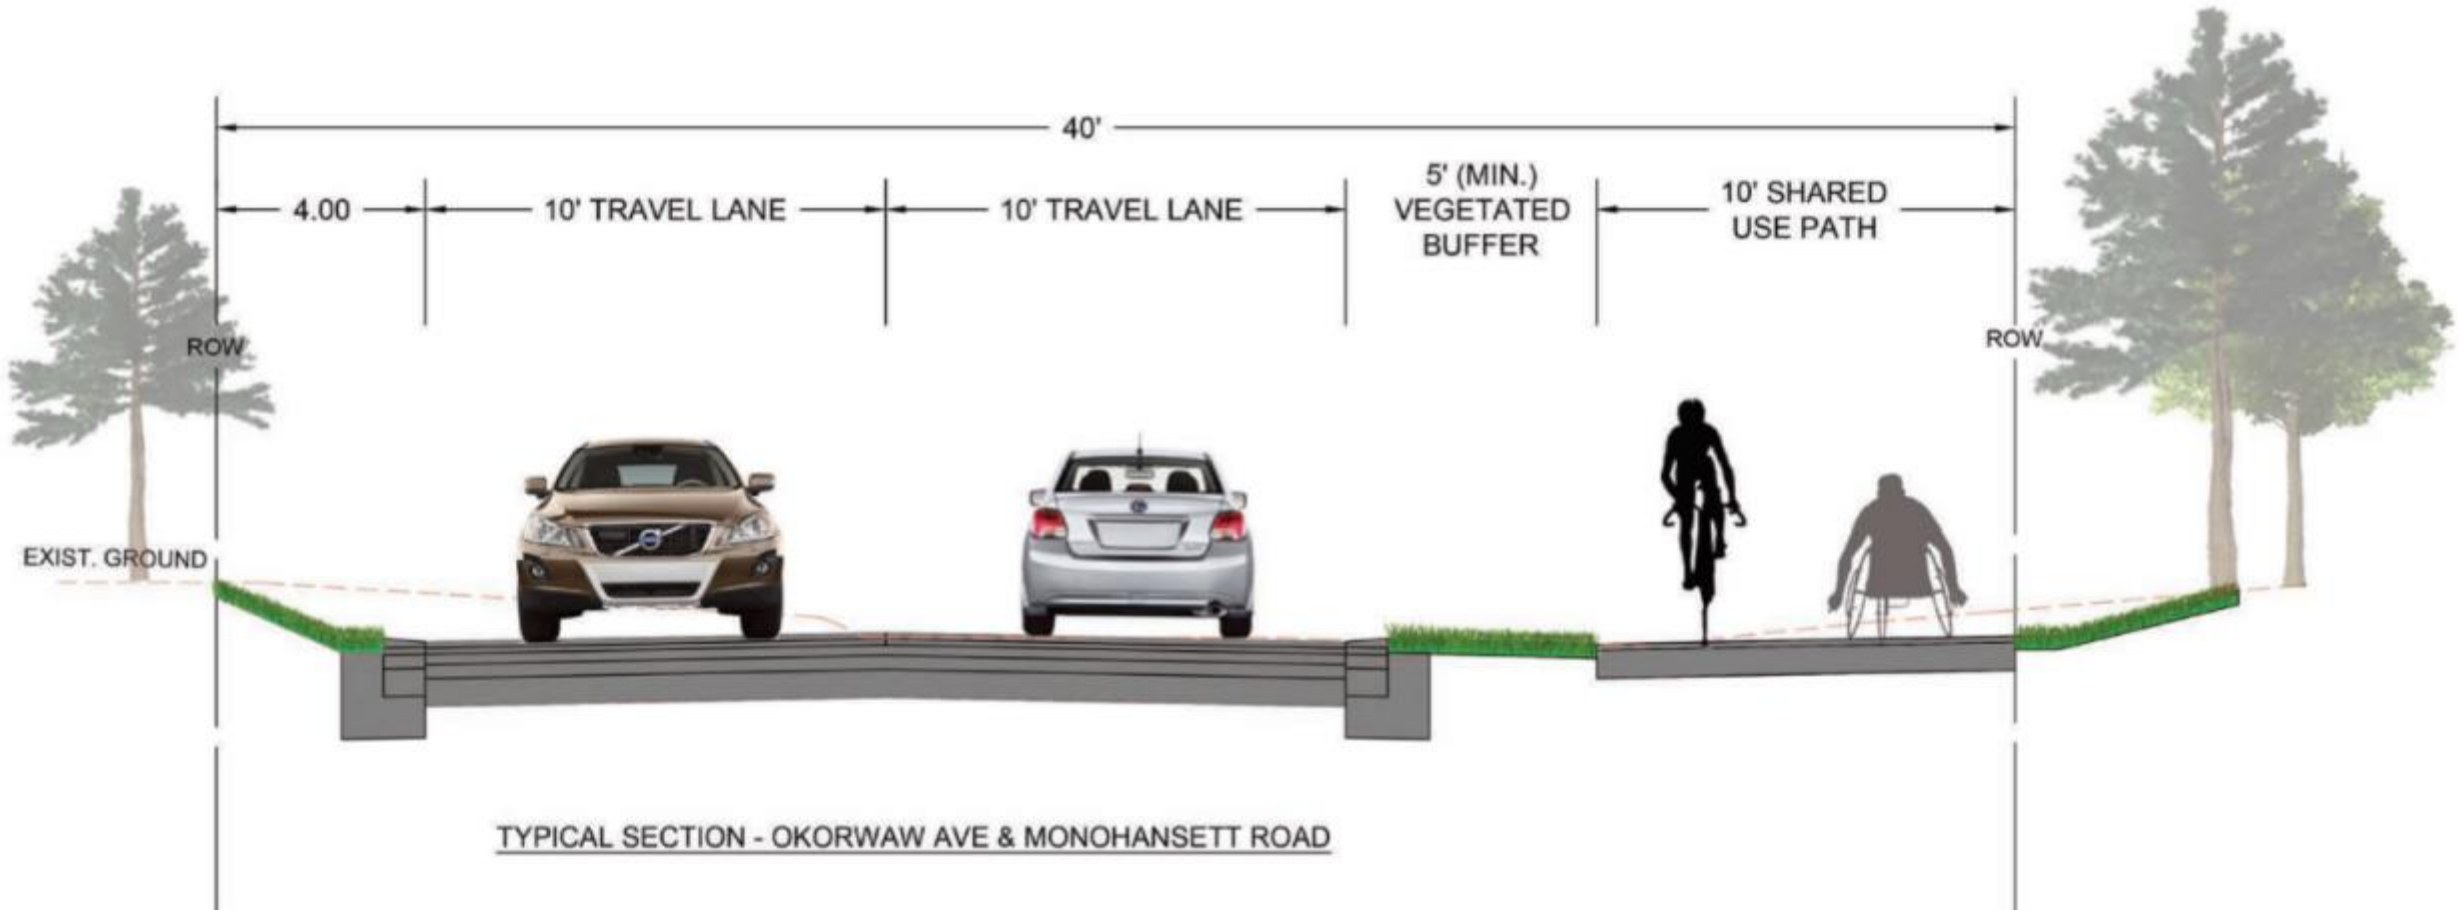 40'
4.00
10' TRAVEL LANE
10' TRAVEL LANE
5' (MIN.)
VEGETATED
BUFFER
10' SHARED
USE PATH
ROW
ROW
EXIST. GROUND
TYPICAL SECTION - OKORWAW AVE & MONOHANSETT ROAD